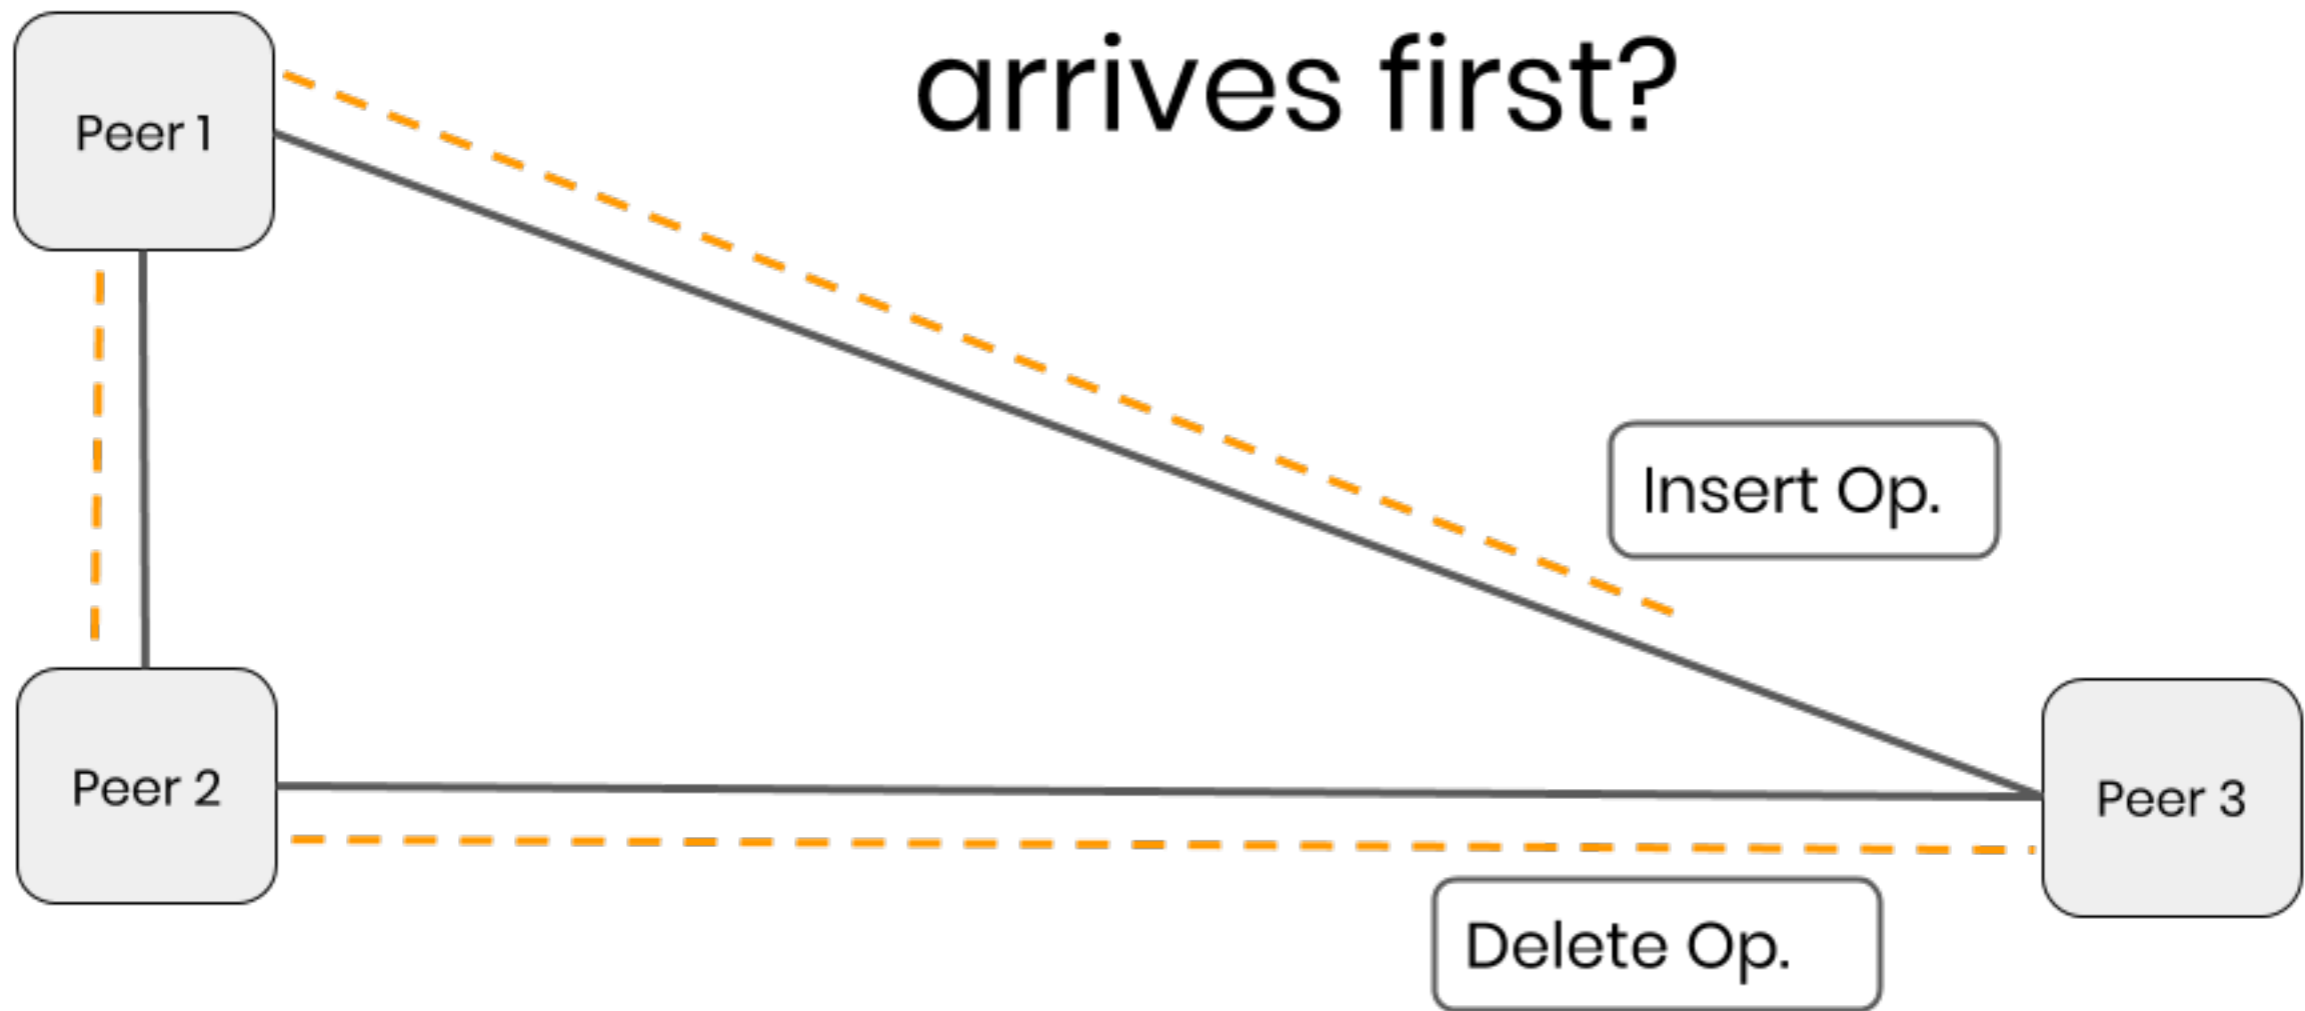 arrives first?
Peer 1
Insert Op.
Peer 2
Peer 3
Delete Op.